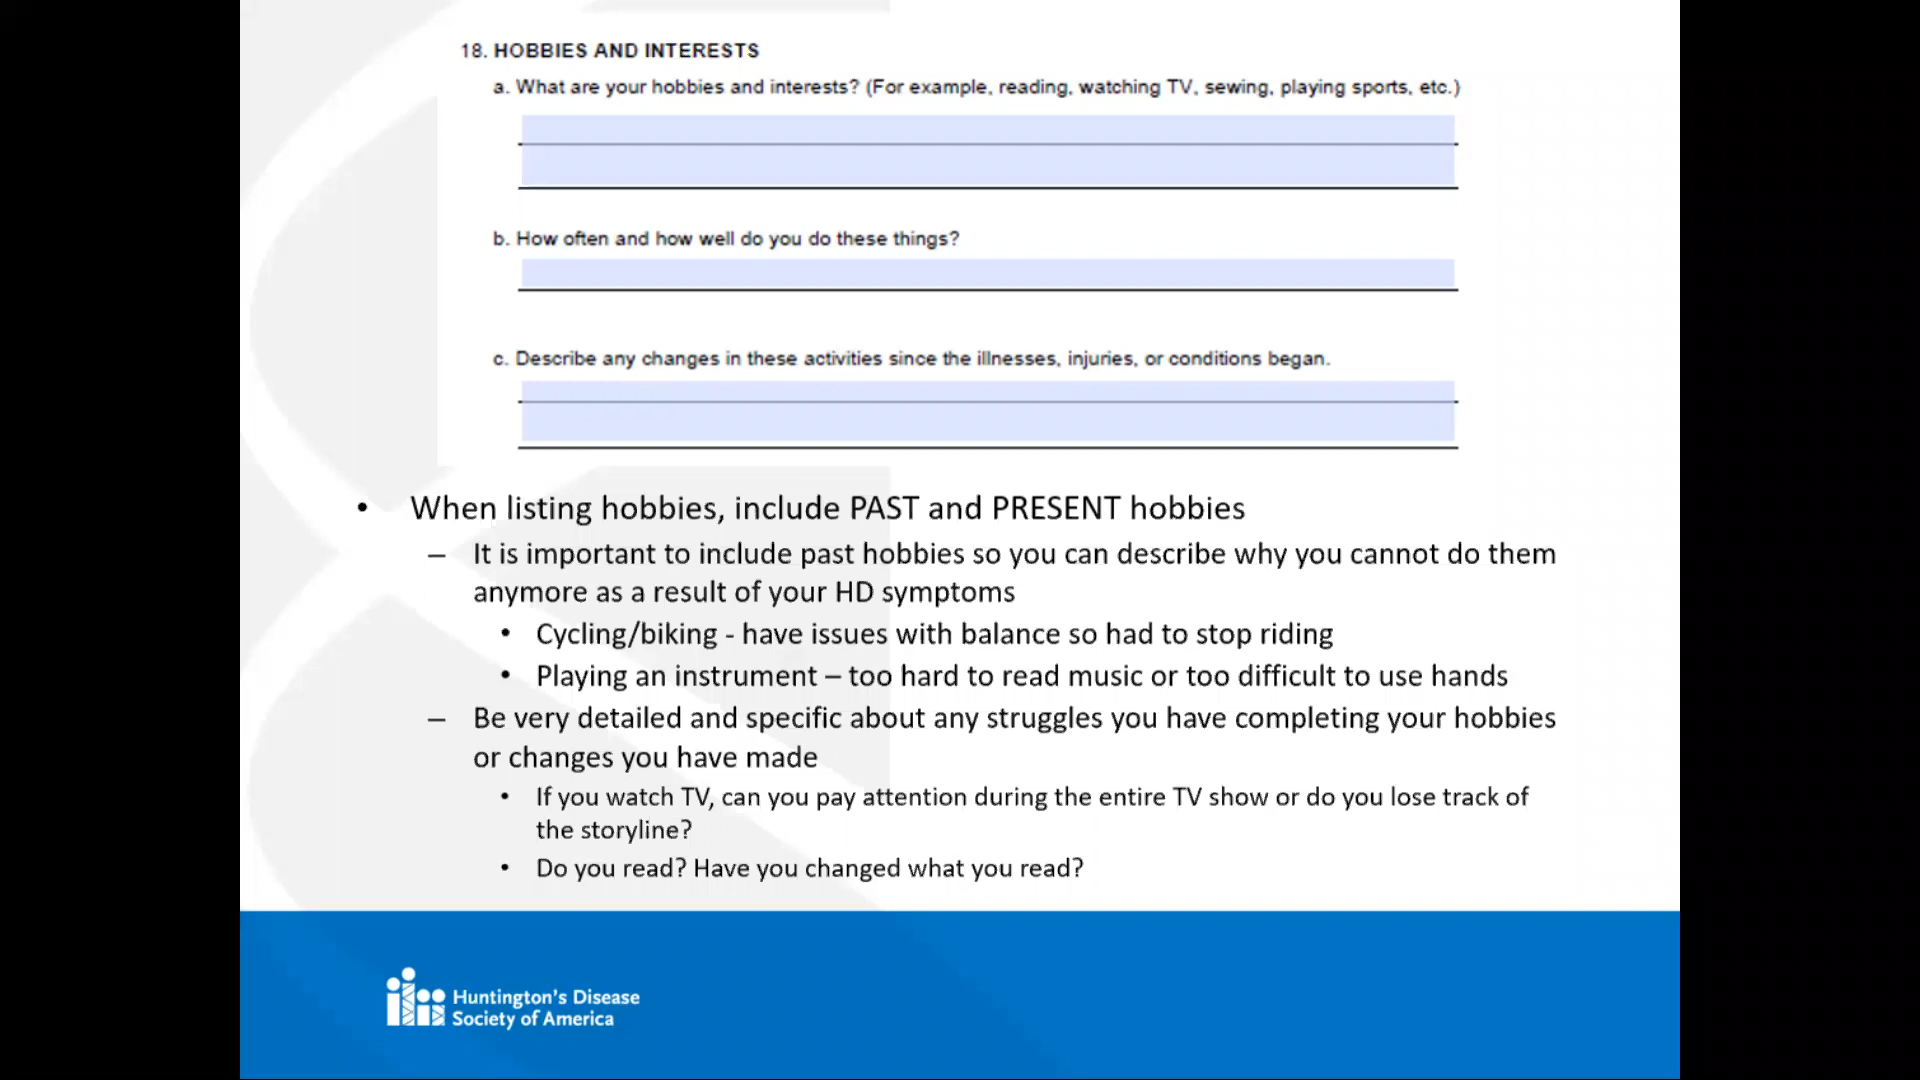 18. HOBBIES AND INTERESTS
a. What are your hobbies and interests? (For example, reading, watching TV, sewing, playing sports, etc.)
b. How often and how well do you do these things?
c. Describe any changes in these activities since the illnesses, injuries, or conditions began.
• When listing hobbies, include PAST and PRESENT hobbies
– It is important to include past hobbies so you can describe why you cannot do them
anymore as a result of your HD symptoms
• Cycling/biking - have issues with balance so had to stop riding
• Playing an instrument – too hard to read music or too difficult to use hands
– Be very detailed and specific about any struggles you have completing your hobbies
or changes you have made
• If you watch TV, can you pay attention during the entire TV show or do you lose track of
the storyline?
• Do you read? Have you changed what you read?
Huntington's Disease
Society of America